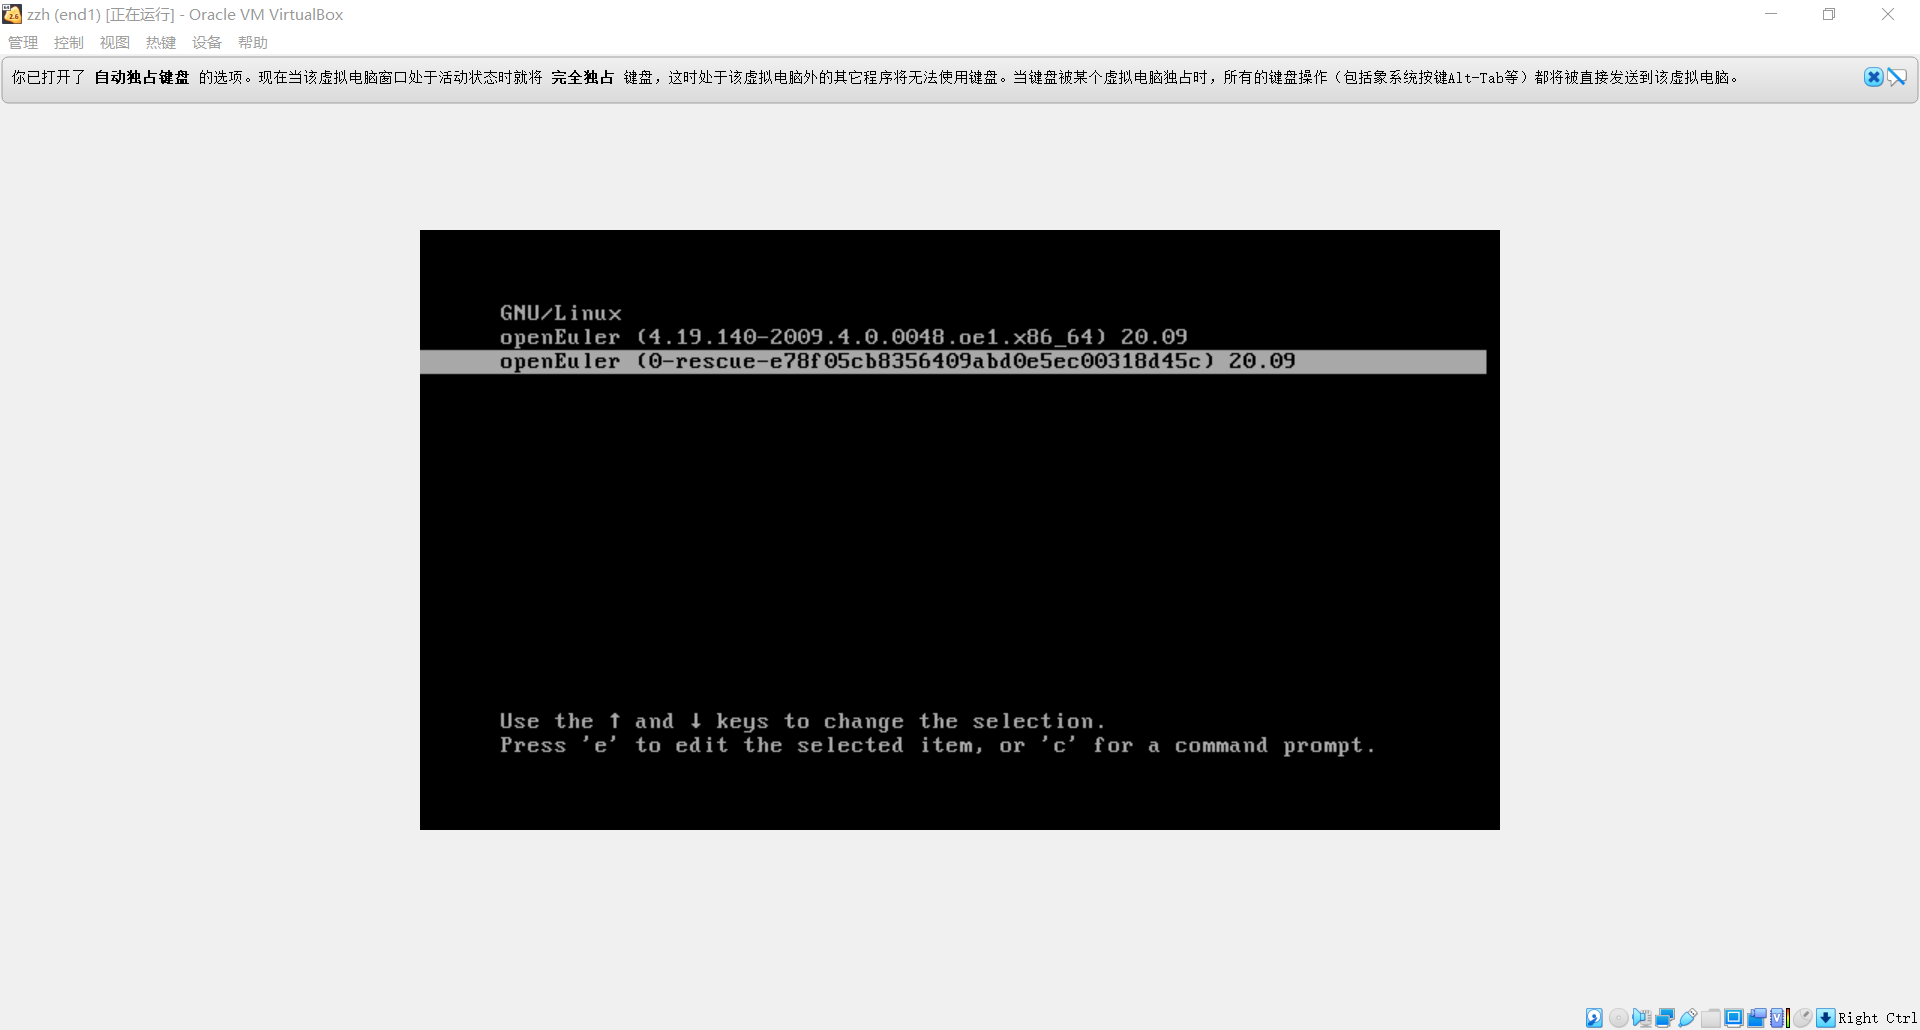 zzh (end1) [正在运行] - Oracle VM VirtualBox
管理 控制 视图 热键 设备 帮助
你已打开了 自动独占键盘 的选项。现在当该虚拟电脑窗口处于活动状态时就将 完全独占 键盘，这时处于该虚拟电脑外的其它程序将无法使用键盘。当键盘被某个虚拟电脑独占时，所有的键盘操作（包括象系统按键Alt-Tab等）都将被直接发送到该虚拟电脑。
GNU/Linux
openEuler (4.19.140-2009.4.0.0048.oe1.x86_64) 20.09
openEuler (0-rescue-e78f05cb8356409abd0e5ec00318d45c) 20.09
Use the ↑ and ↓ keys to change the selection.
Press 'e' to edit the selected item, or 'c' for a command prompt.
Right Ctrl